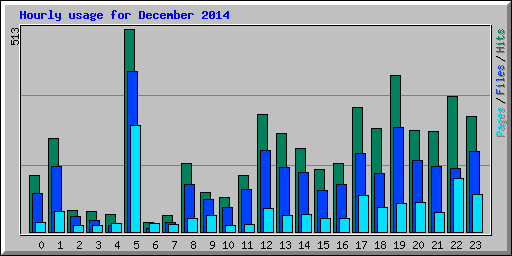 Hourly usage for December 2014
513
Pages / Files / Hits
0 1 2 3 4 5 6 7 8 9 10 11 12 13 14 15 16 17 18 19 20 21 22 23